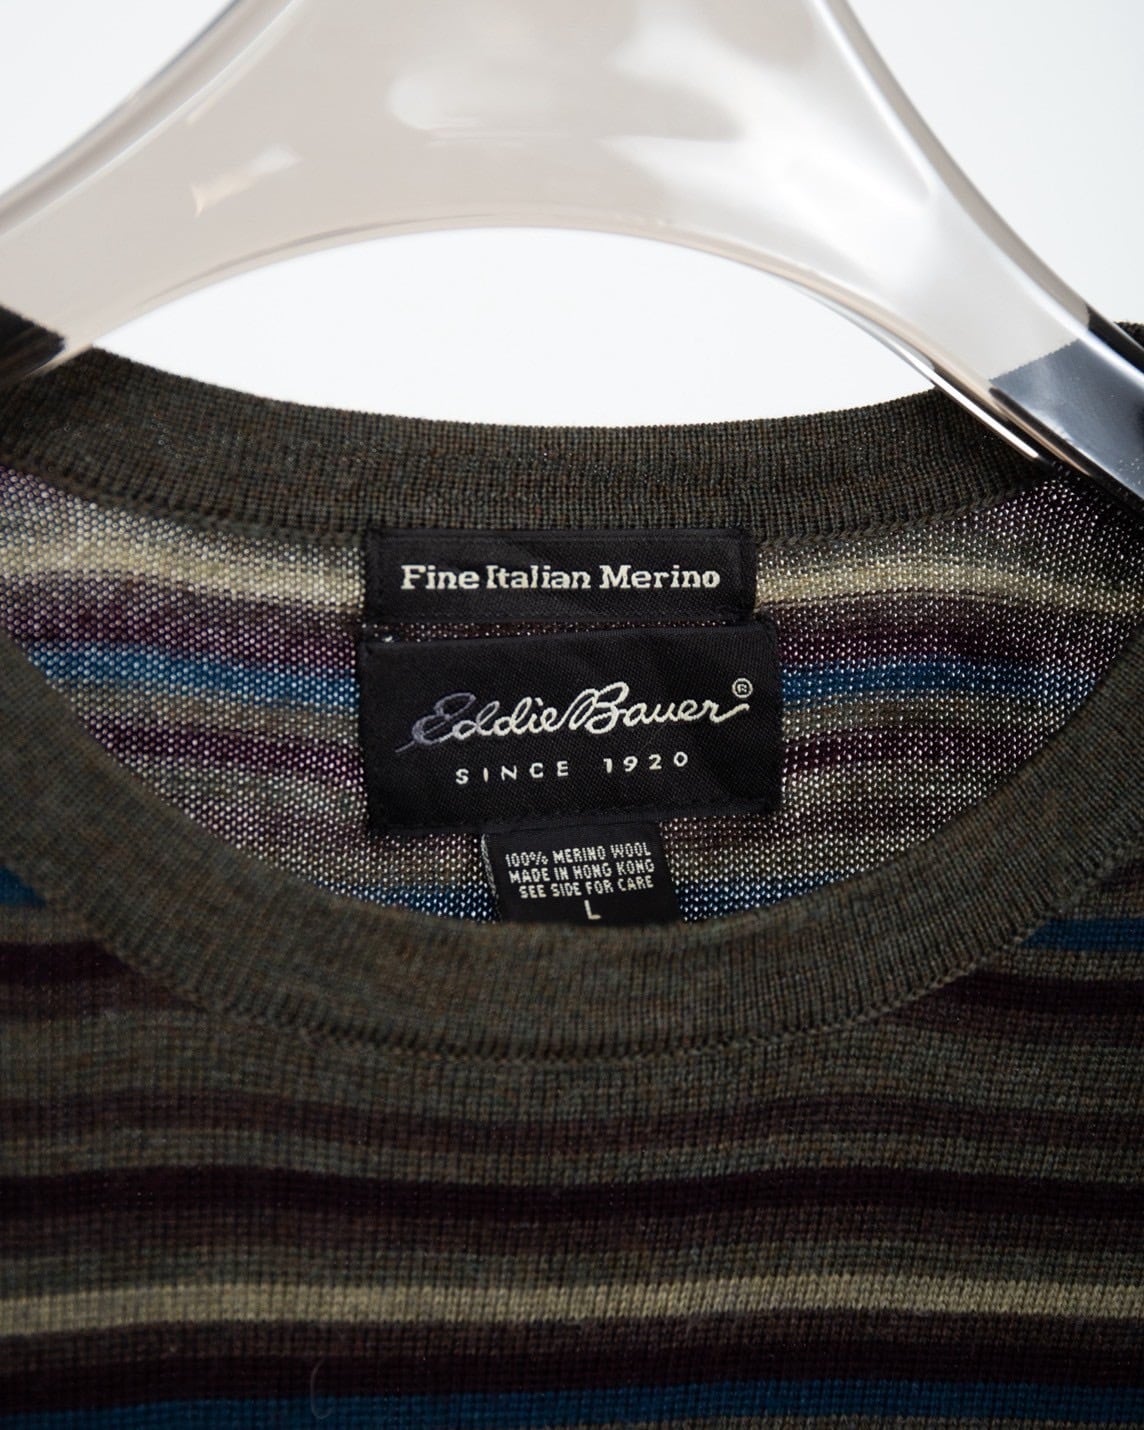 Fine Italian Merino
Eddie Bauer®
SINCE 1920
100% MERINO WOOL
MADE IN HONG KONG
SEE SIDE FOR CARE
L